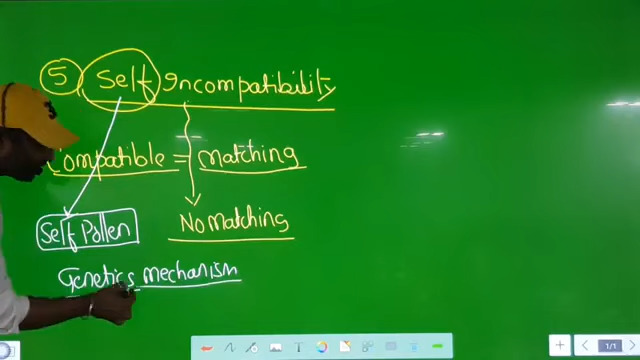 5 Self Incompatibility
Compatible = matching
No Matching
Self Pollen
Genetics mechanism
1/1